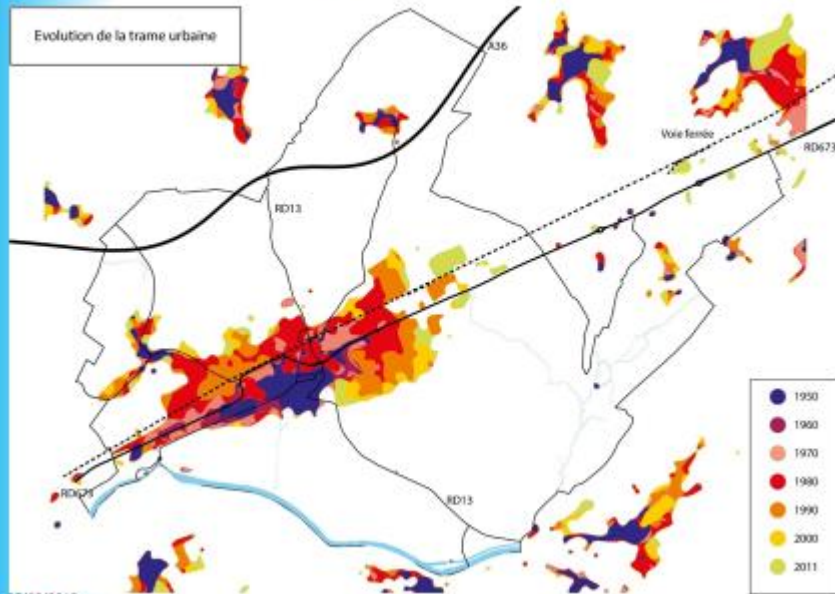 Evolution de la trame urbaine
A36
Voie ferrée
RD673
RD13
RD673
RD13
1950
1960
1970
1980
1990
2000
2011